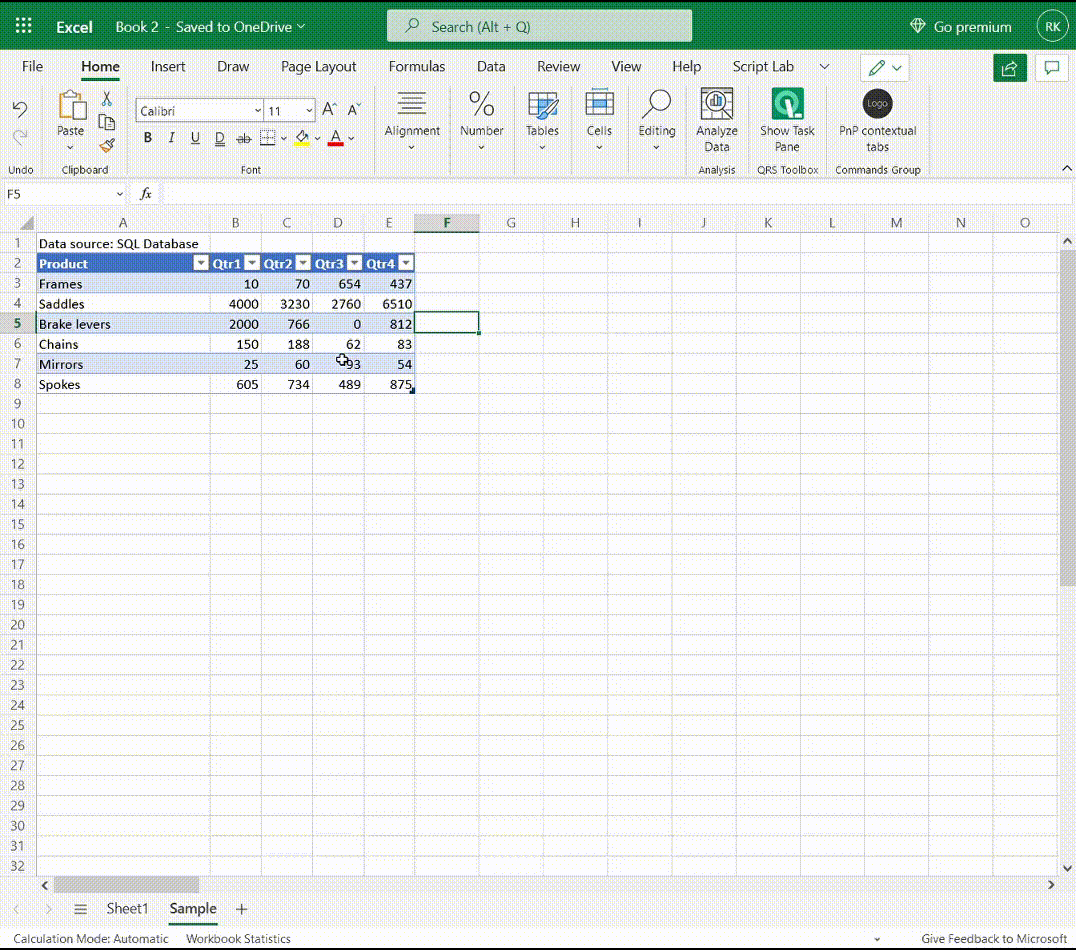 Excel Book 2 - Saved to OneDrive Search (Alt + Q) Go premium RK
File Home Insert Draw Page Layout Formulas Data Review View Help Script Lab
Calibri 11 A A
Paste B I U D ab A Alignment Number Tables Cells Editing Analyze Data Show Task Pane Logo PnP contextual tabs
Undo Clipboard Font Analysis QRS Toolbox Commands Group
F5 fx
A B C D E F G H I J K L M N O
1 Data source: SQL Database
2 Product Qtr1 Qtr2 Qtr3 Qtr4
3 Frames 10 70 654 437
4 Saddles 4000 3230 2760 6510
5 Brake levers 2000 766 0 812
6 Chains 150 188 62 83
7 Mirrors 25 60 93 54
8 Spokes 605 734 489 875
9
10
11
12
13
14
15
16
17
18
19
20
21
22
23
24
25
26
27
28
29
30
31
32
Sheet1 Sample
Calculation Mode: Automatic Workbook Statistics Give Feedback to Microsoft